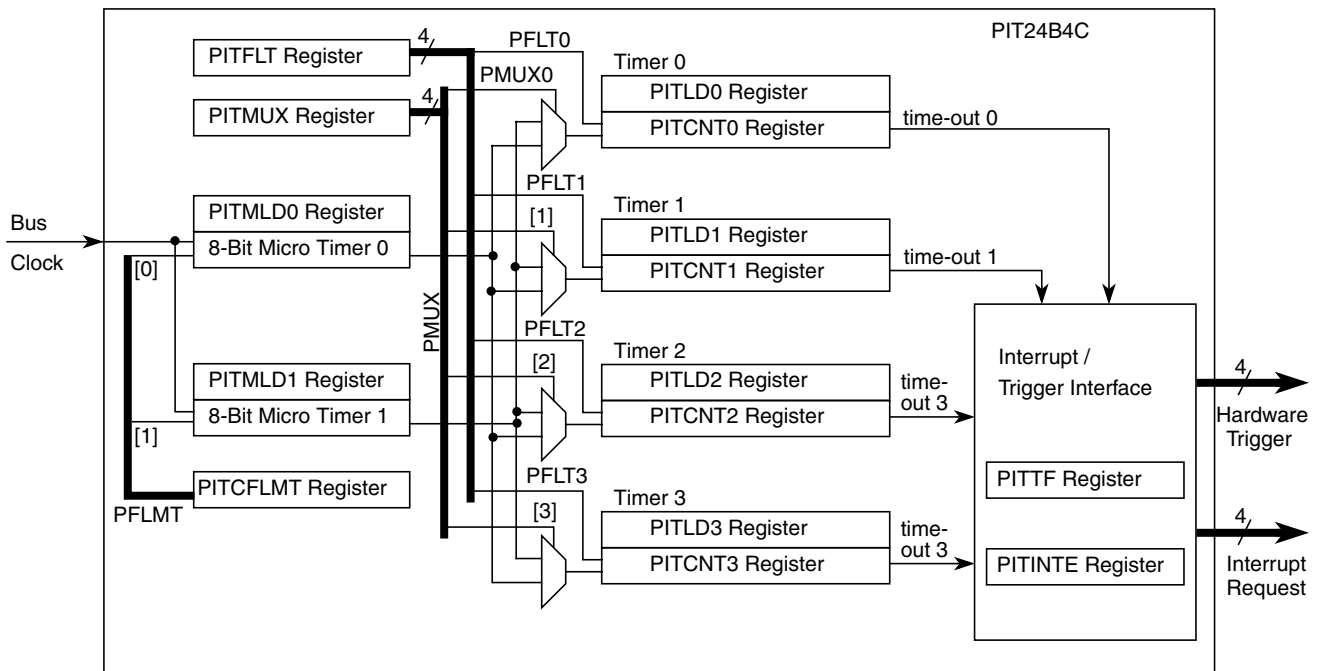 PIT24B4C
PITFLT Register
4
PFLT0
Timer 0
PMUX0
PITLD0 Register
PITMUX Register
4
PITCNT0 Register
time-out 0
PFLT1
Timer 1
PITMLD0 Register
[1]
PITLD1 Register
Bus
Clock
8-Bit Micro Timer 0
[0]
PITCNT1 Register
time-out 1
PMUX
PFLT2
Timer 2
Interrupt /
Trigger Interface
4
Hardware
Trigger
[2]
PITMLD1 Register
PITLD2 Register
time-
out 3
8-Bit Micro Timer 1
PITCNT2 Register
[1]
PFLT3
Timer 3
PITCFLMT Register
PFLMT
[3]
PITLD3 Register
time-
out 3
PITCNT3 Register
PITTF Register
4
PITINTE Register
Interrupt
Request